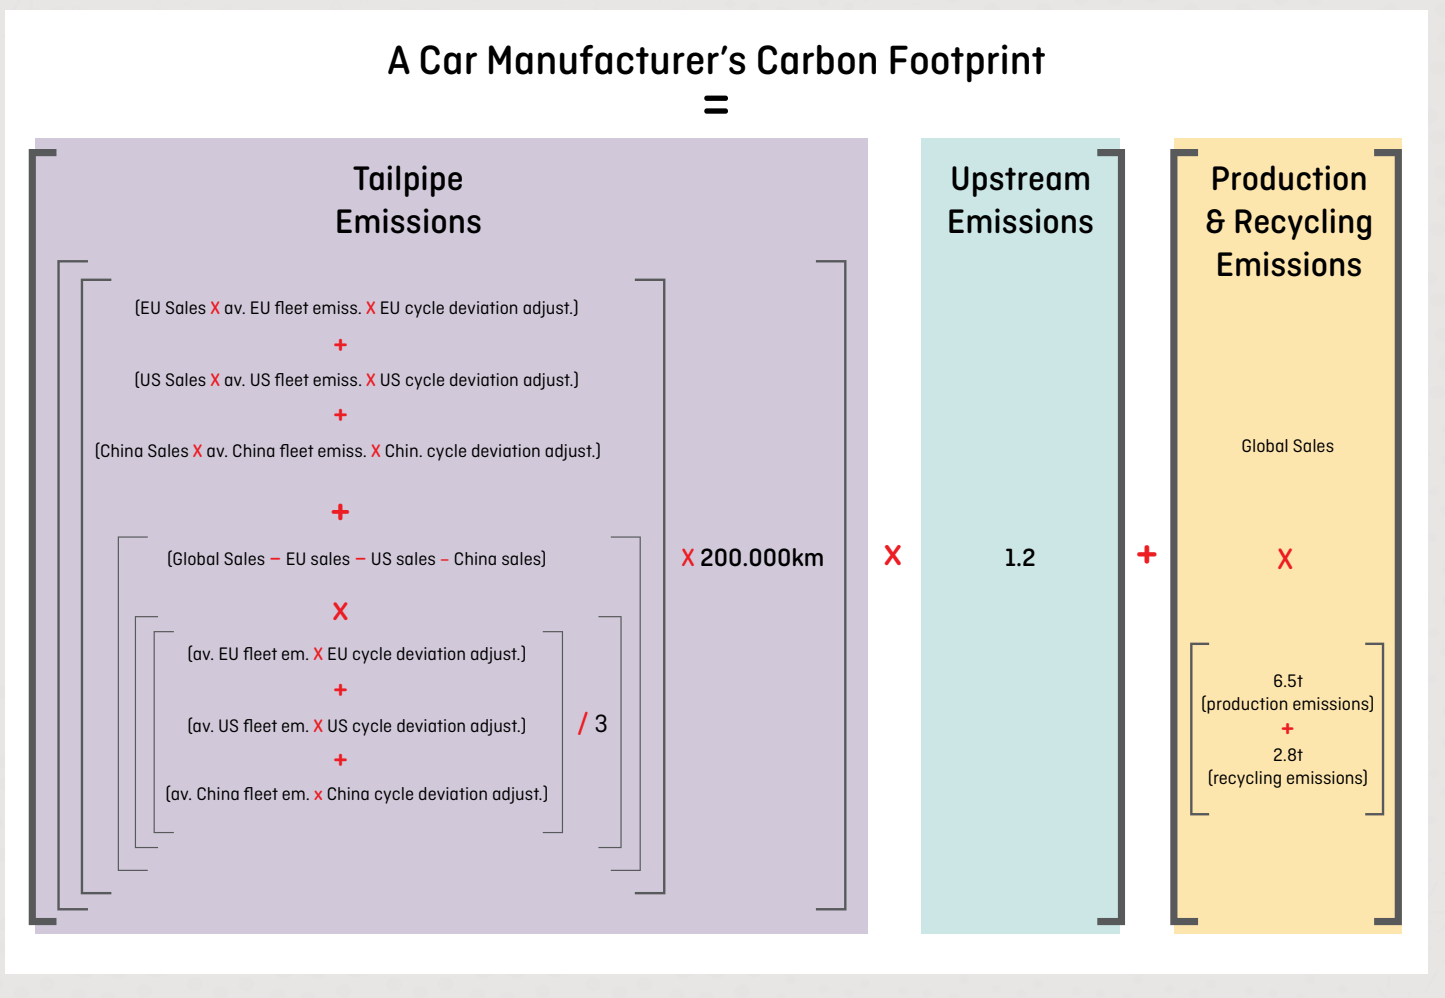 A Car Manufacturer's Carbon Footprint
=
Tailpipe
Emissions
(EU Sales X av. EU fleet emiss. X EU cycle deviation adjust.)
+
(US Sales X av. US fleet emiss. X US cycle deviation adjust.)
+
(China Sales X av. China fleet emiss. X Chin. cycle deviation adjust.)
+
(Global Sales – EU sales – US sales – China sales)
X
(av. EU fleet em. X EU cycle deviation adjust.)
+
(av. US fleet em. X US cycle deviation adjust.)
+
(av. China fleet em. x China cycle deviation adjust.)
/ 3
X 200.000km
X
Upstream
Emissions
1.2
+
Production
& Recycling
Emissions
Global Sales
X
6.5t
(production emissions)
+
2.8t
(recycling emissions)